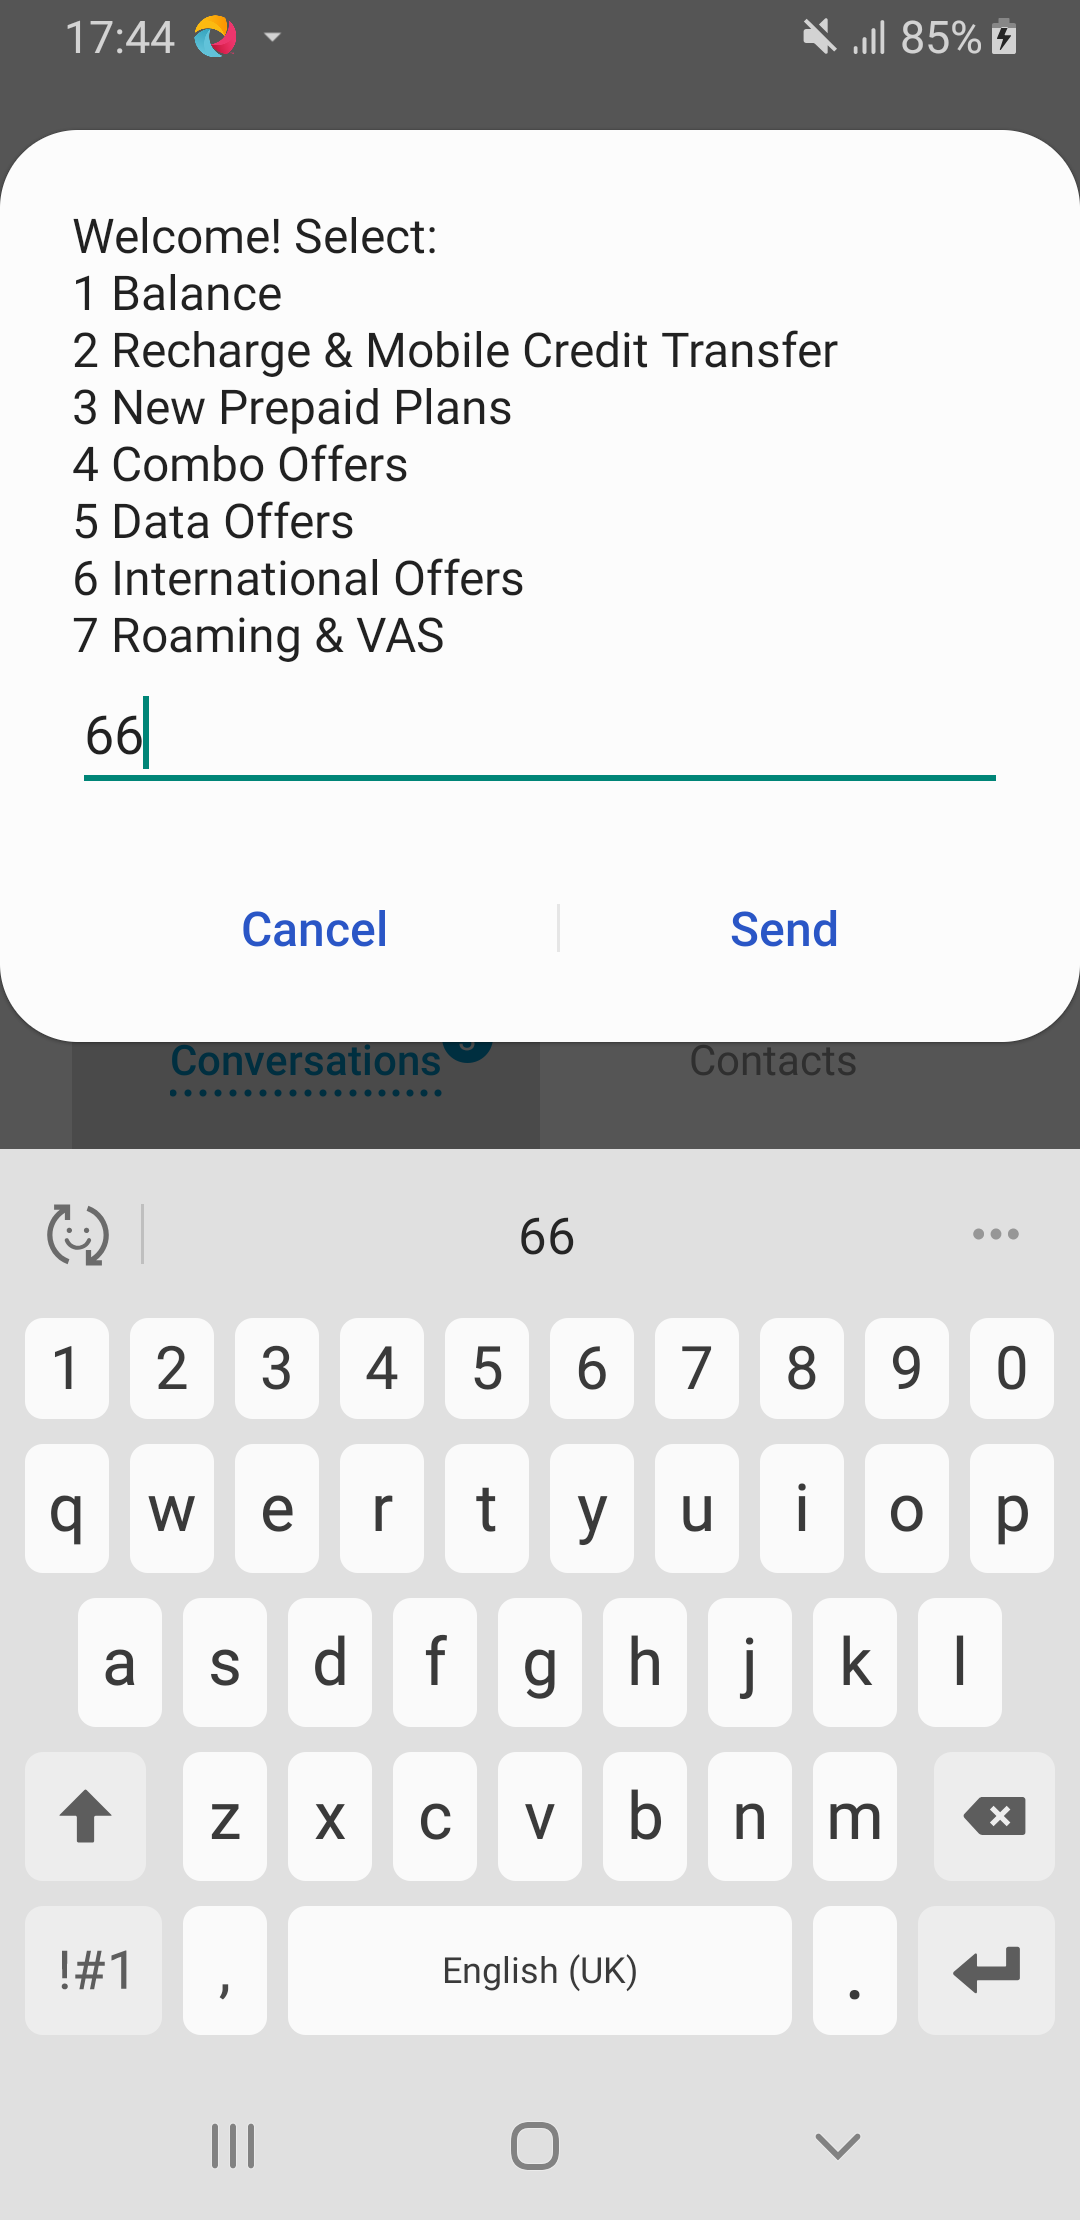 17:44
85%
Welcome! Select:
1 Balance
2 Recharge & Mobile Credit Transfer
3 New Prepaid Plans
4 Combo Offers
5 Data Offers
6 International Offers
7 Roaming & VAS
66
Cancel Send
Conversations Contacts
66
1 2 3 4 5 6 7 8 9 0
q w e r t y u i o p
a s d f g h j k l
z x c v b n m
!#1 , English (UK) .